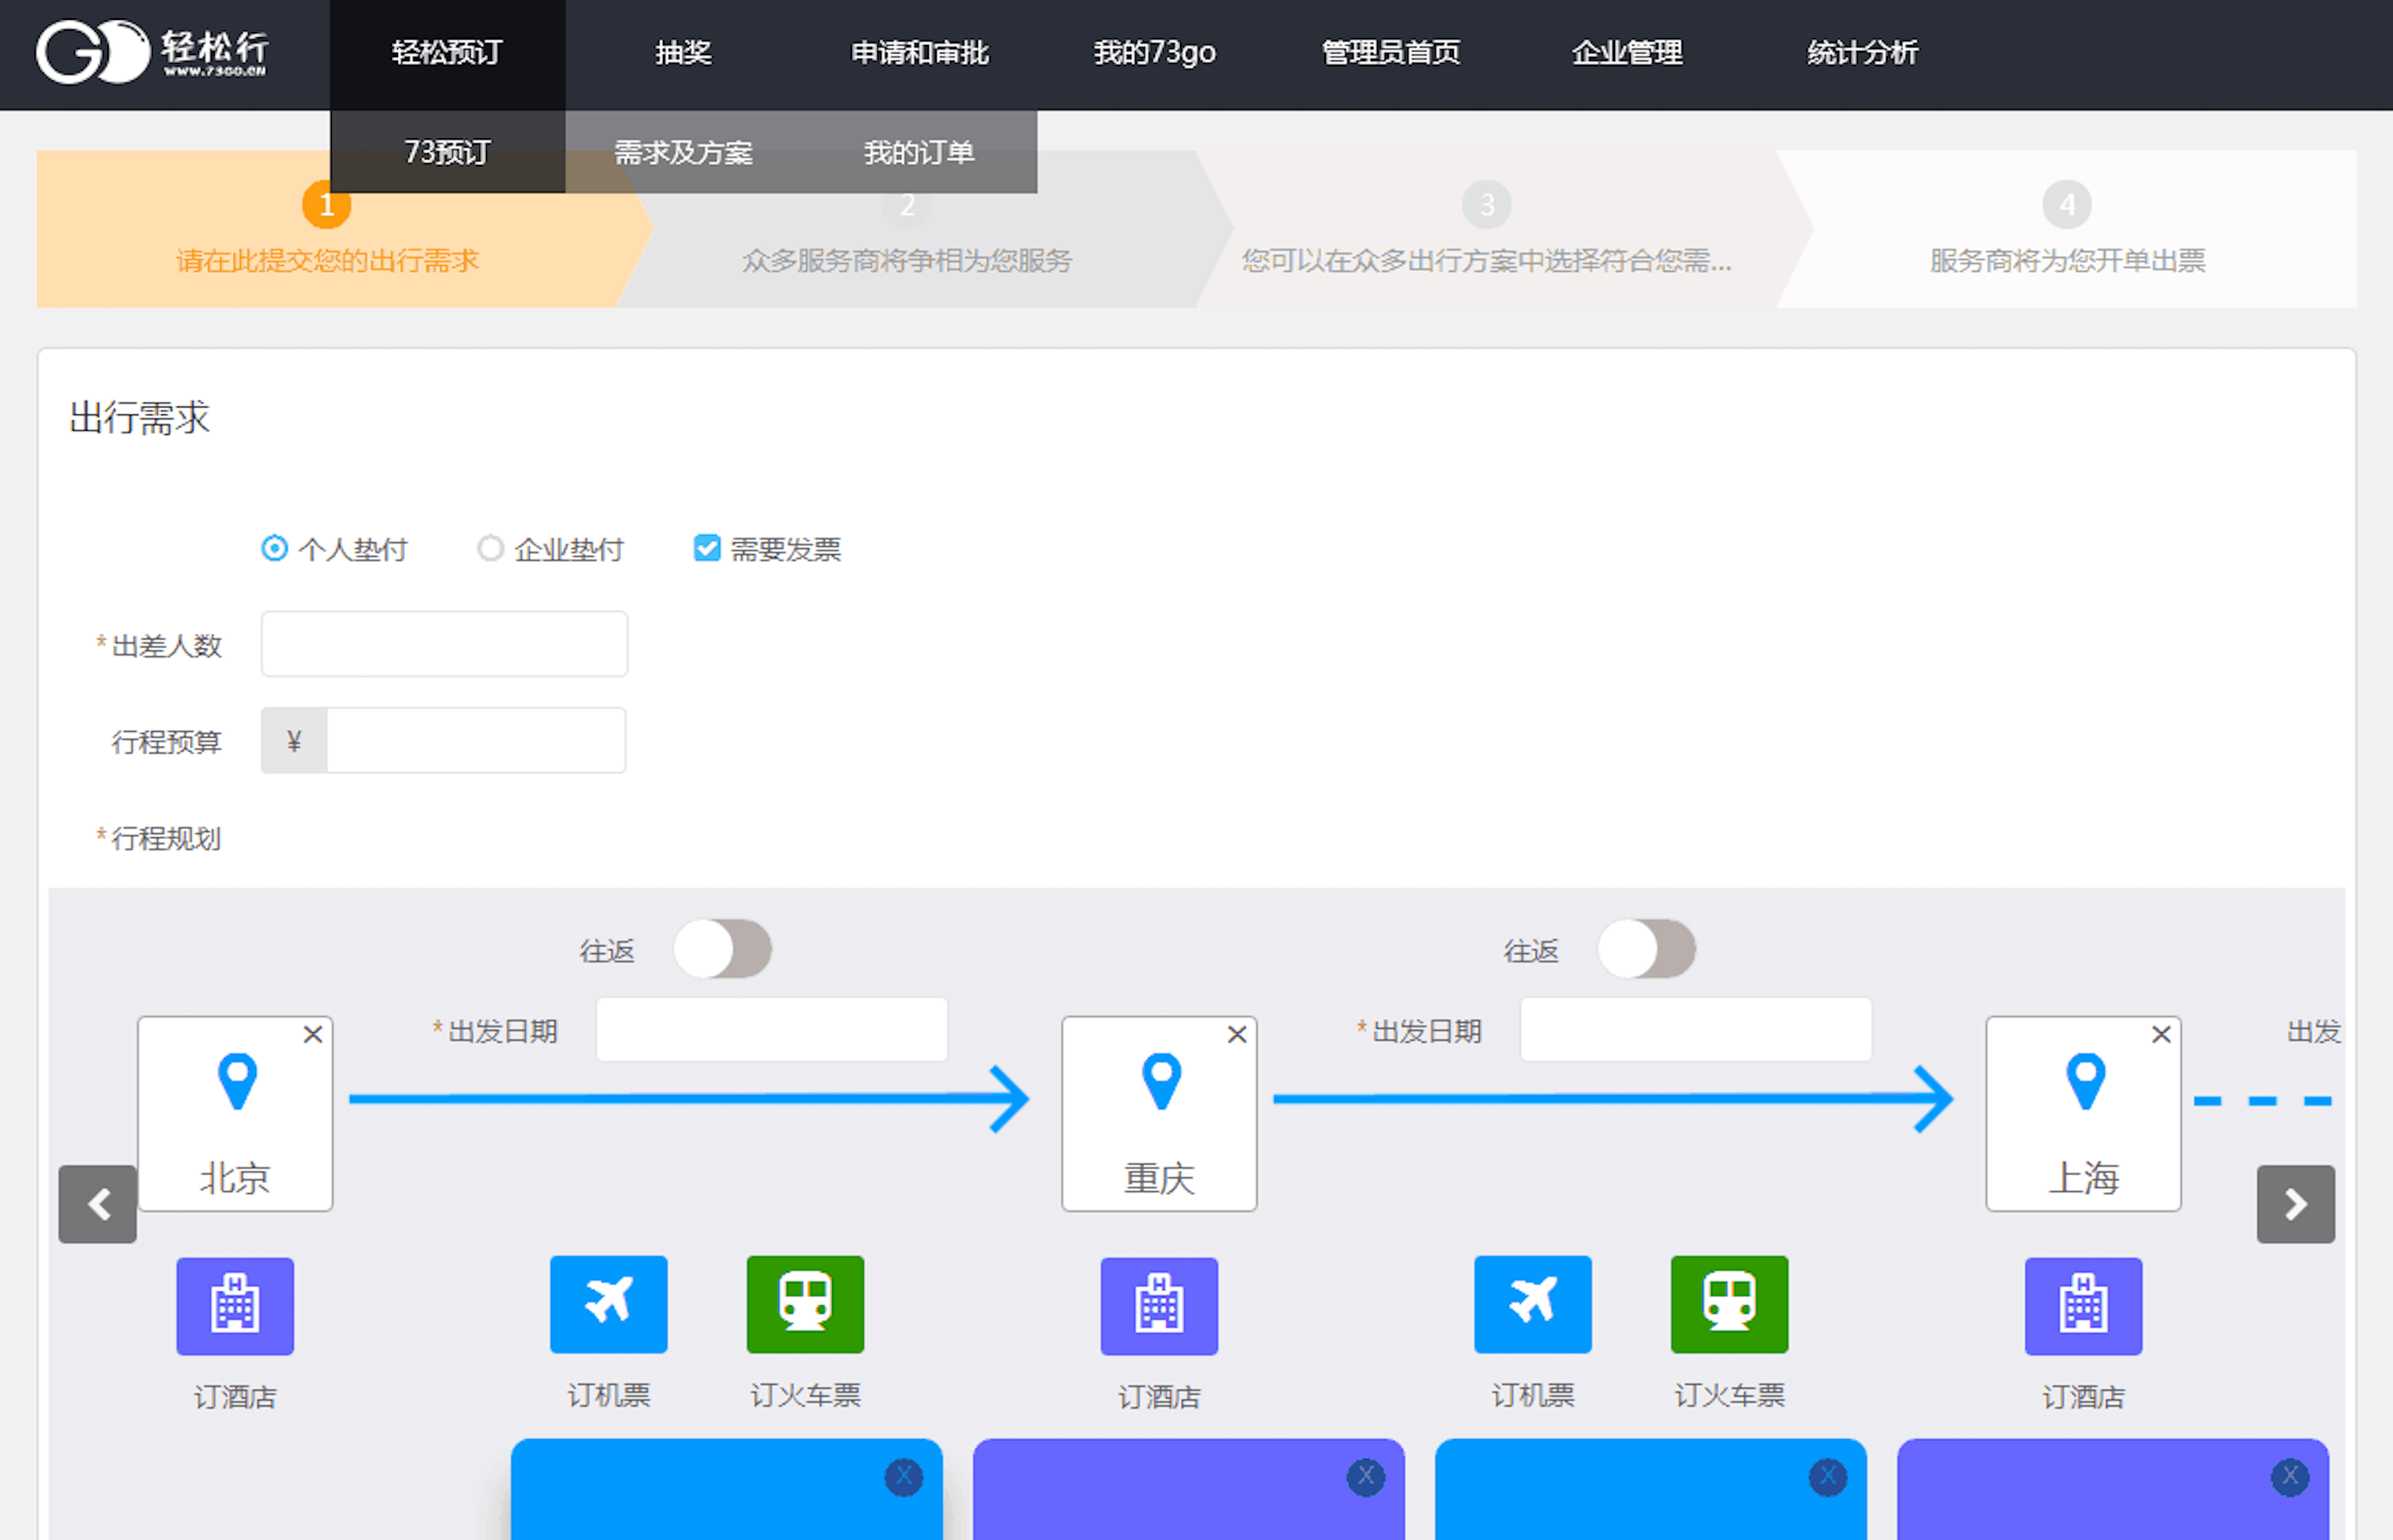 GO 轻松行
WWW.73GO.CN
轻松预订 抽奖 申请和审批 我的73go 管理员首页 企业管理 统计分析
73预订 需求及方案 我的订单
1 2 3 4
请在此提交您的出行需求 众多服务商将争相为您服务 您可以在众多出行方案中选择符合您需... 服务商将为您开单出票
出行需求
个人垫付 企业垫付 需要发票
*出差人数
行程预算 ¥
*行程规划
往返 往返
*出发日期 *出发日期 出发
北京 重庆 上海
H H H
订酒店 订机票 订火车票 订酒店 订机票 订火车票 订酒店
X X X X